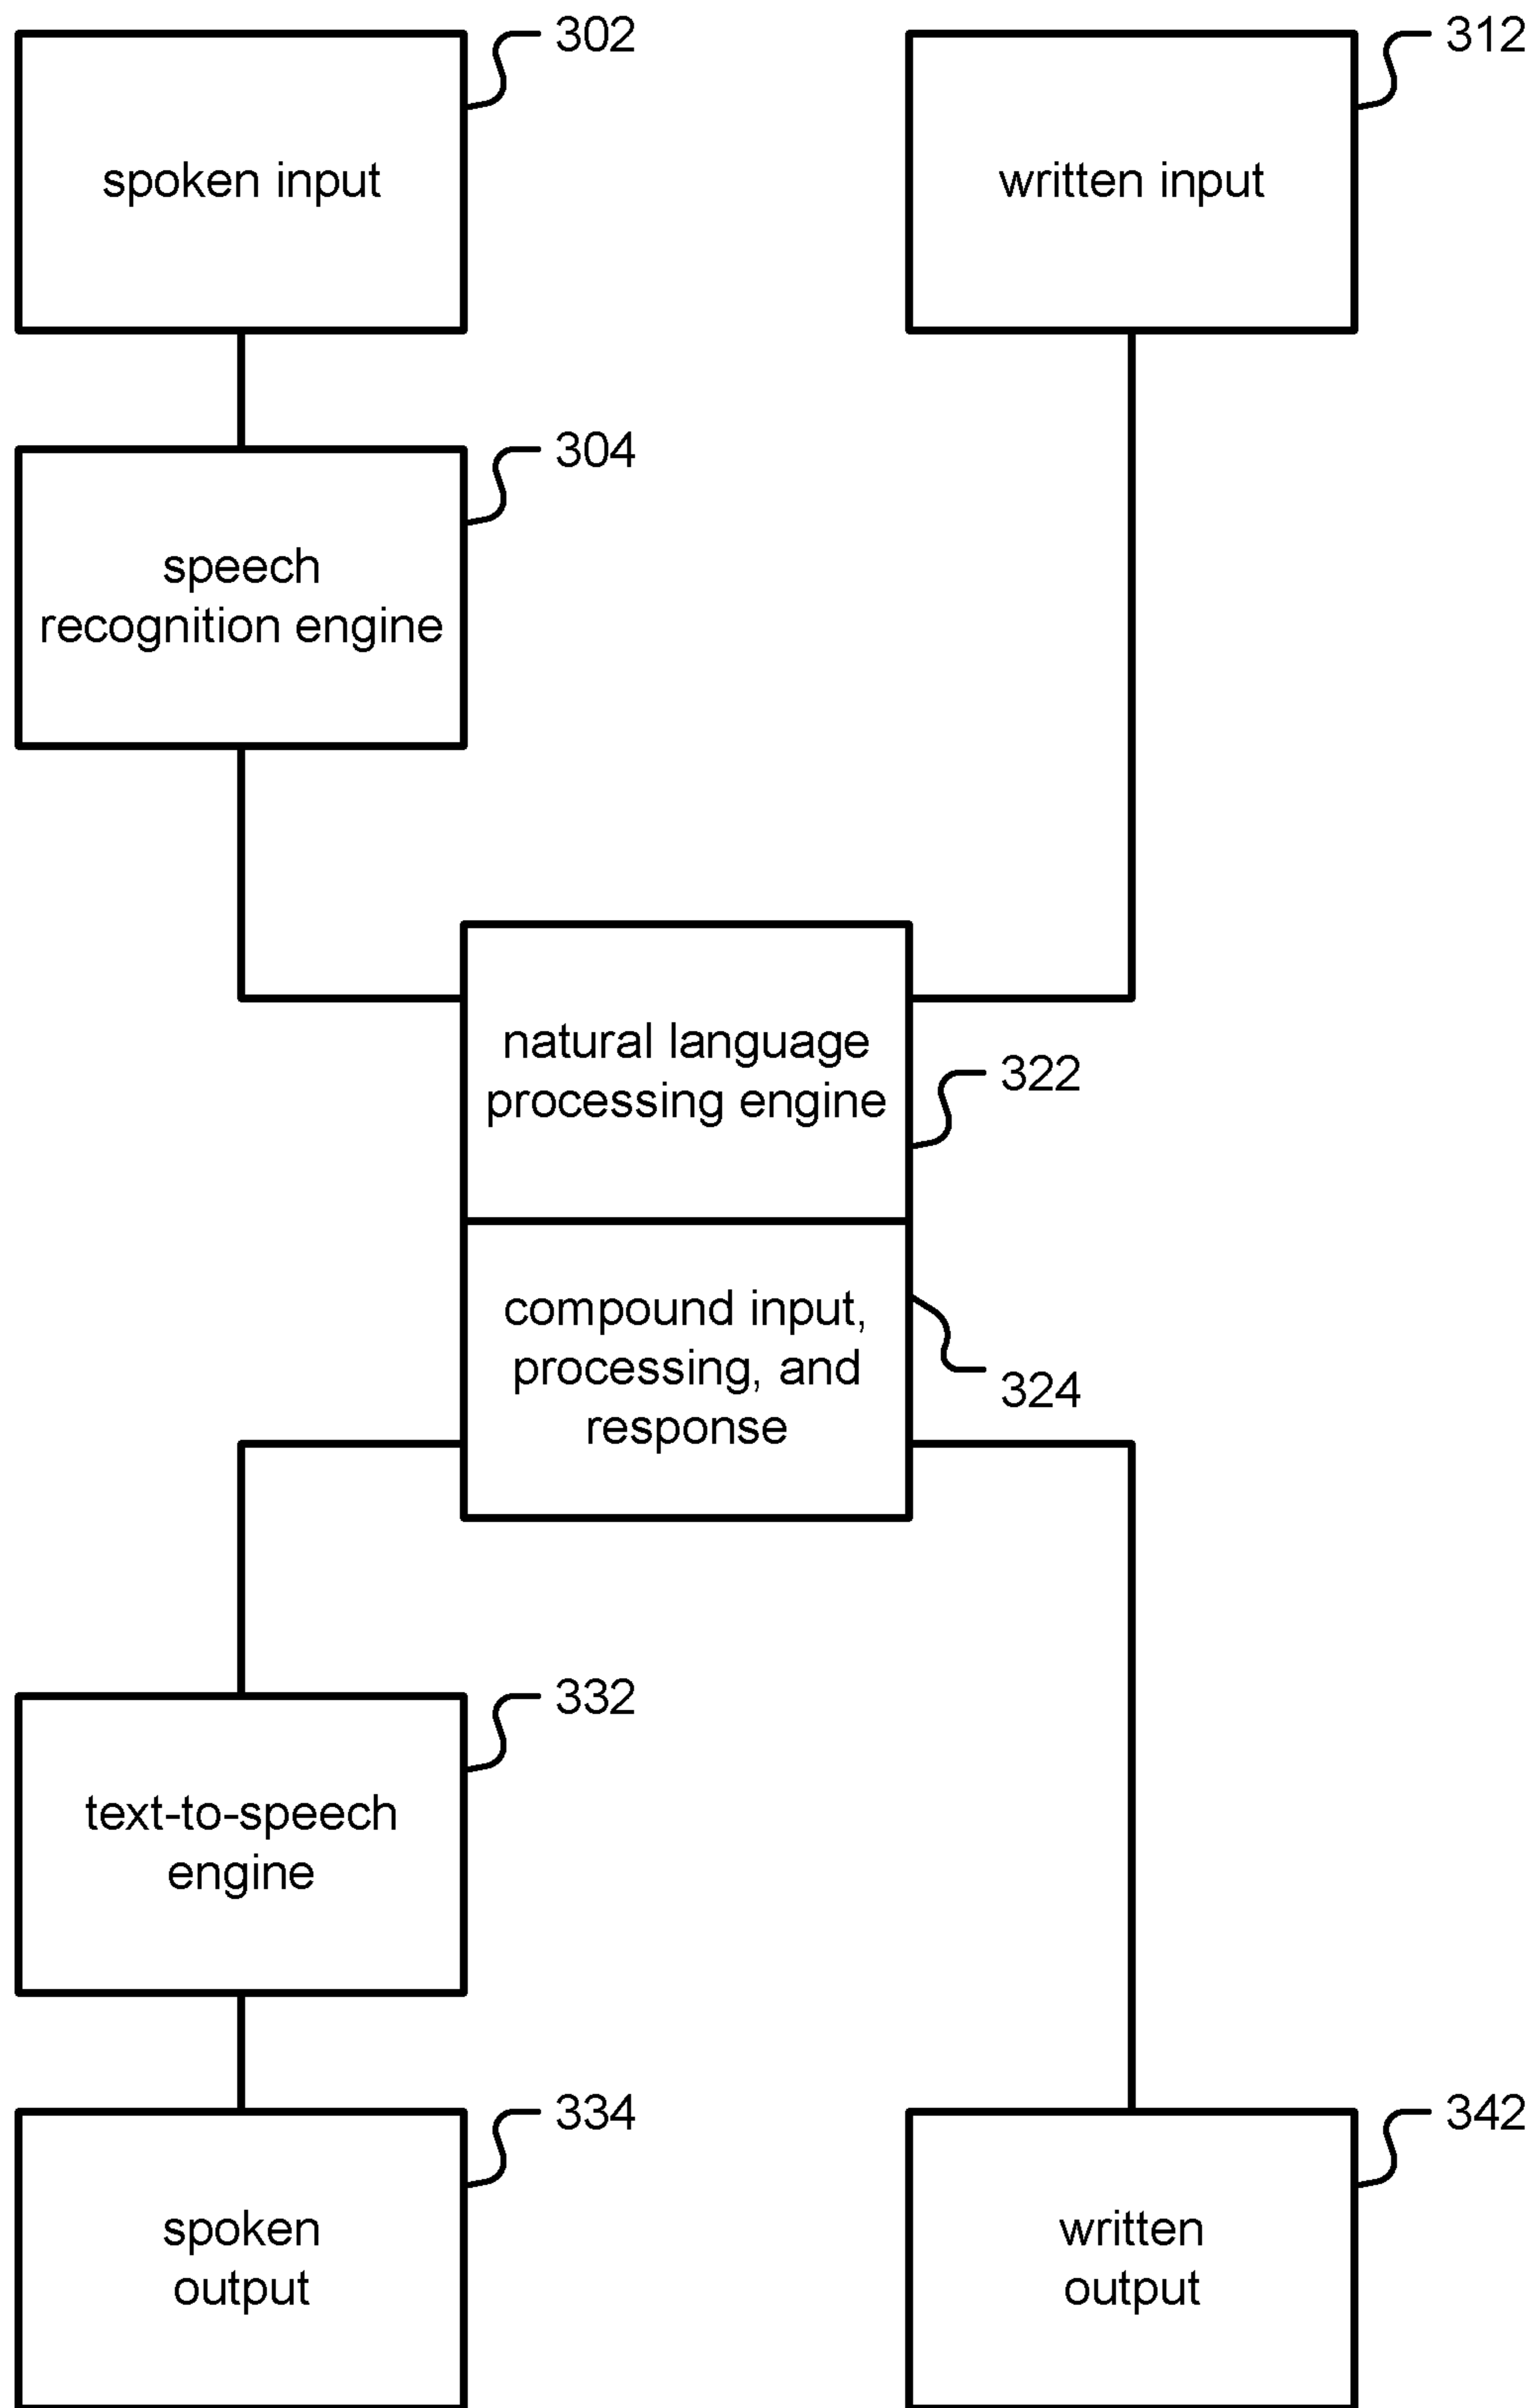 302
spoken input
312
written input
304
speech
recognition engine
natural language
processing engine
322
compound input,
processing, and
response
324
332
text-to-speech
engine
334
spoken
output
342
written
output